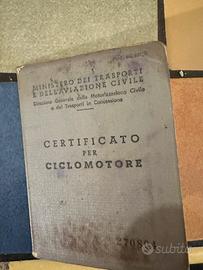 MINISTERO DEI TRASPORTI
E DELL'AVIAZIONE CIVILE
Direzione Generale della Motorizzazione Civile
e dei Trasporti in Concessione
CERTIFICATO
PER
CICLOMOTORE
subito